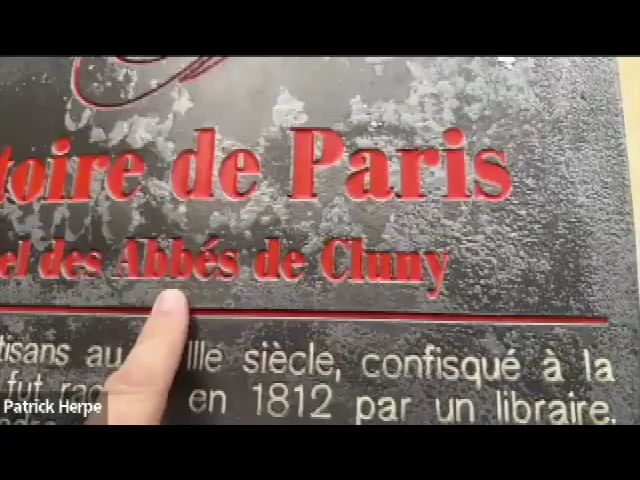 toire de Paris
el des Abbés de Cluny
tisans au IIIé siècle, confisqué à la
fut en 1812 par un libraire,
Patrick Herpe